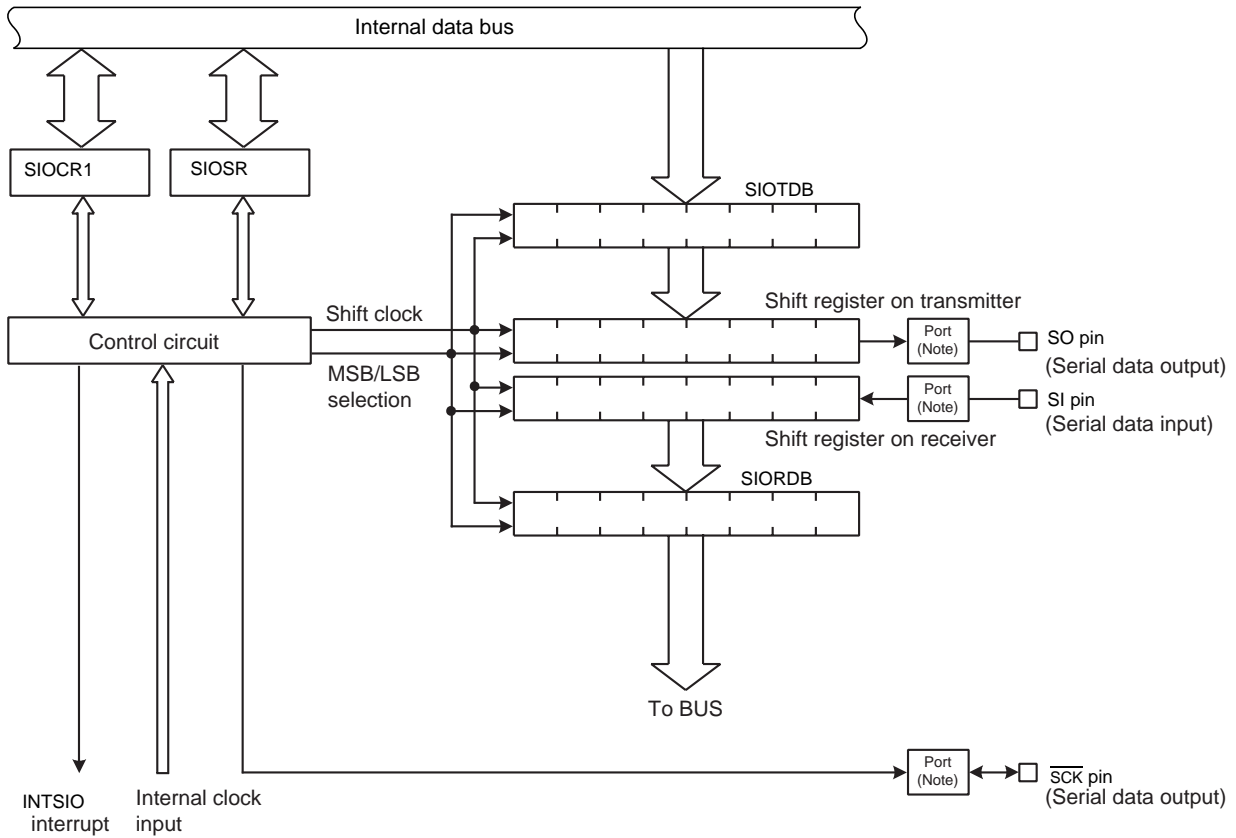 Internal data bus
SIOCR1
SIOSR
SIOTDB
Shift clock
Shift register on transmitter
Control circuit
Port
(Note)
SO pin
(Serial data output)
MSB/LSB
selection
Port
(Note)
SI pin
(Serial data input)
Shift register on receiver
SIORDB
To BUS
Port
(Note)
S̅C̅K̅ pin
(Serial data output)
INTSIO
interrupt
Internal clock
input